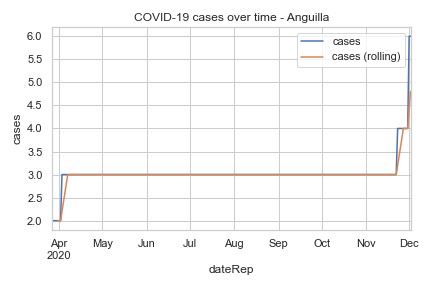 COVID-19 cases over time - Anguilla
cases
cases (rolling)
6.0
5.5
5.0
4.5
4.0
3.5
3.0
2.5
2.0
cases
Apr May Jun Jul Aug Sep Oct Nov Dec
2020
dateRep